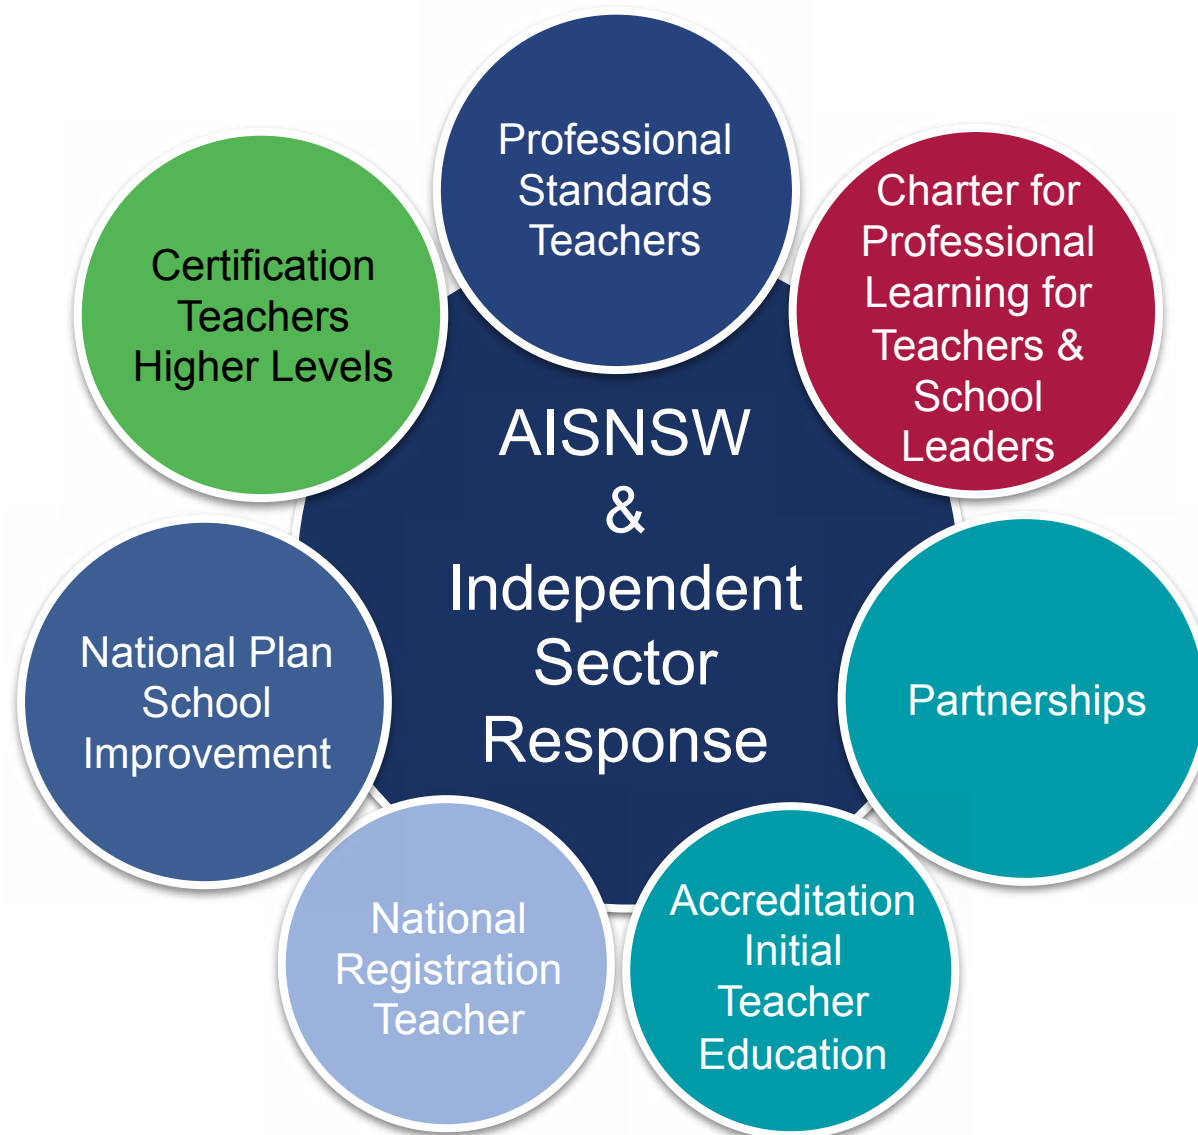 Professional
Standards
Teachers
Charter for
Professional
Learning for
Teachers &
School
Leaders
Partnerships
Accreditation
Initial
Teacher
Education
National
Registration
Teacher
National Plan
School
Improvement
Certification
Teachers
Higher Levels
AISNSW
&
Independent
Sector
Response